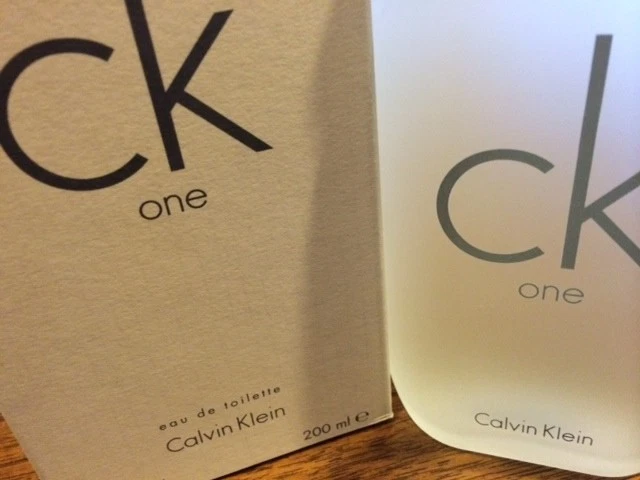 ck
one
eau de toilette
Calvin Klein
200 ml ℮
ck
one
Calvin Klein